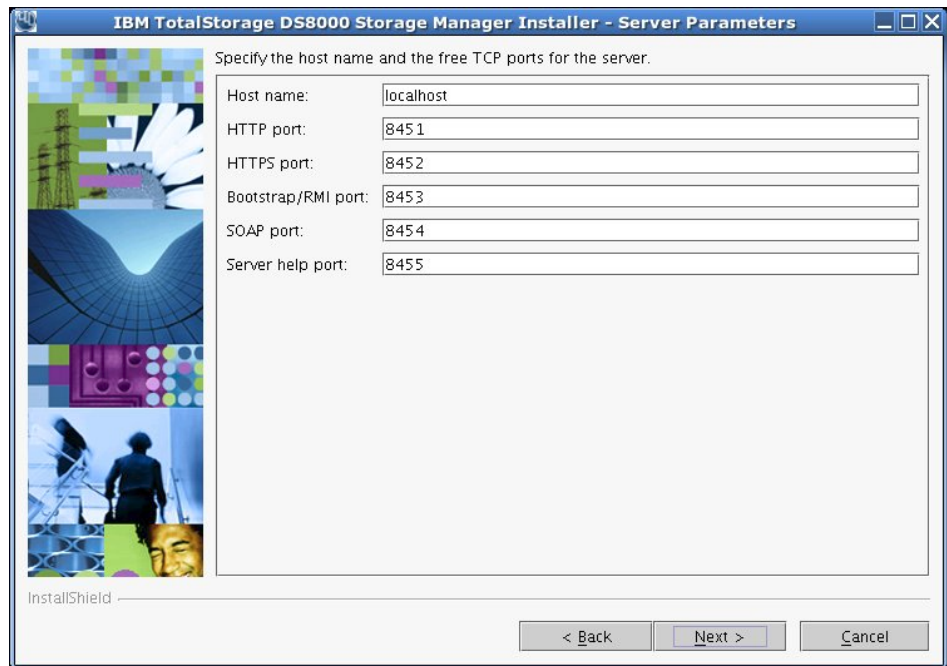 IBM TotalStorage DS8000 Storage Manager Installer - Server Parameters
Specify the host name and the free TCP ports for the server.
Host name: localhost
HTTP port: 8451
HTTPS port: 8452
Bootstrap/RMI port: 8453
SOAP port: 8454
Server help port: 8455
InstallShield
< Back Next > Cancel